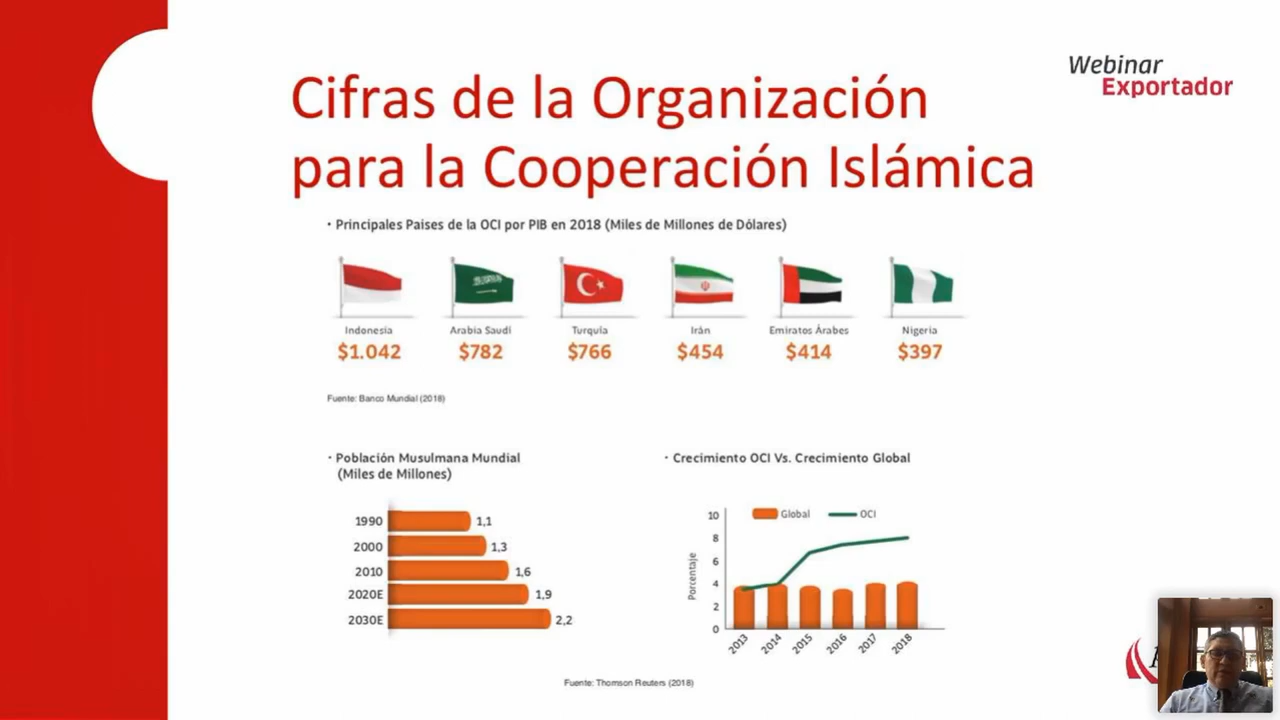 Webinar
Exportador
Cifras de la Organización
para la Cooperación Islámica
· Principales Paises de la OCI por PIB en 2018 (Miles de Millones de Dólares)
Indonesia Arabia Saudí Turquía Irán Emiratos Árabes Nigeria
$1.042 $782 $766 $454 $414 $397
Fuente: Banco Mundial (2018)
· Población Musulmana Mundial
(Miles de Millones)
1990 1,1
2000 1,3
2010 1,6
2020E 1,9
2030E 2,2
· Crecimiento OCI Vs. Crecimiento Global
Global OCI
Porcentaje
10
8
6
4
2
0
2013 2014 2015 2016 2017 2018
Fuente: Thomson Reuters (2018)